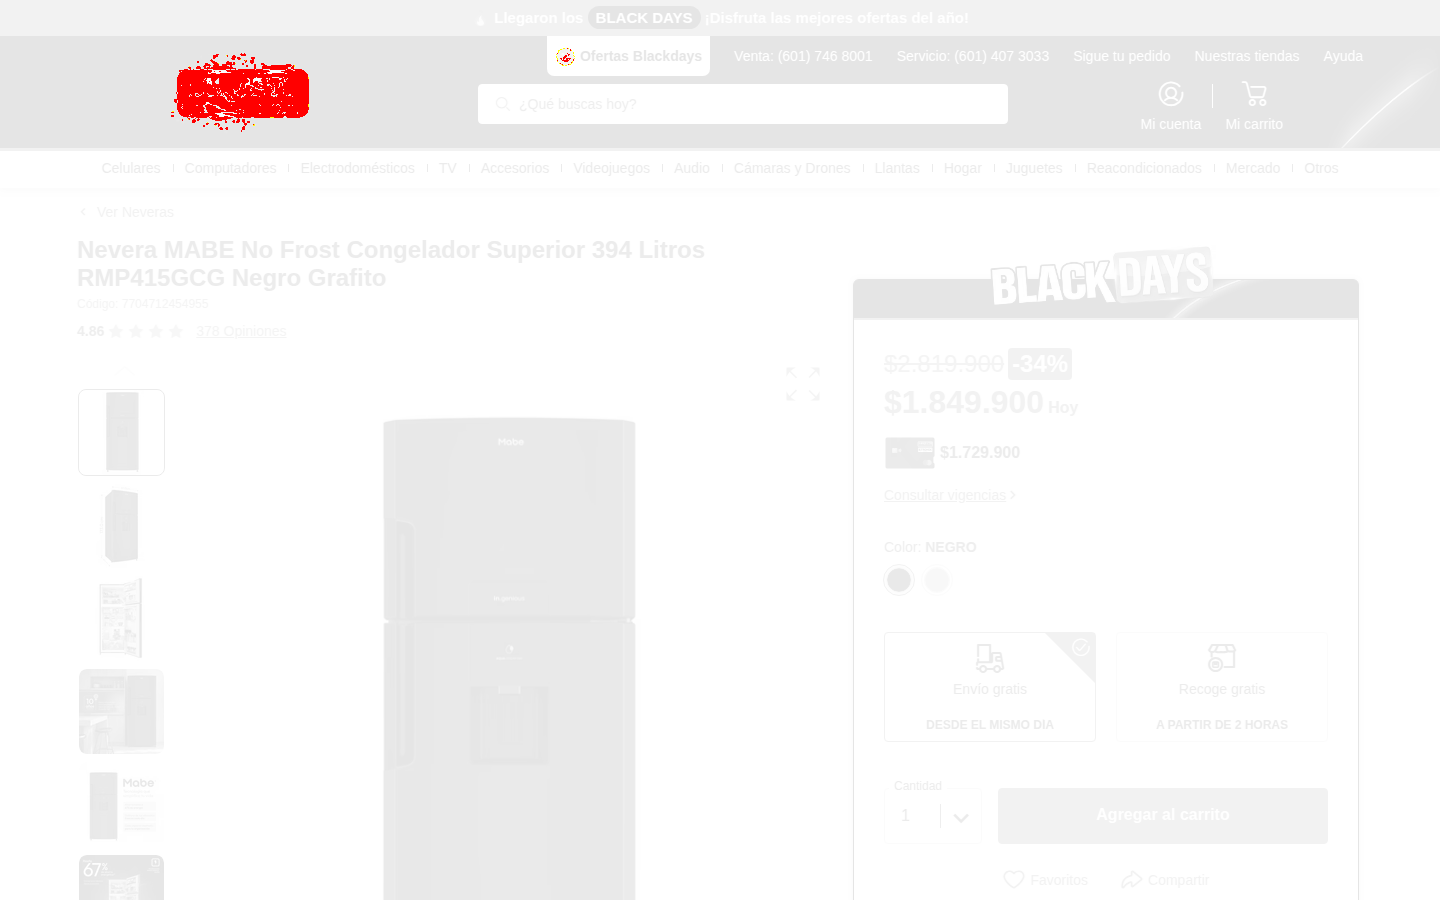 Llegaron los BLACK DAYS ¡Disfruta las mejores ofertas del año!
Ofertas Blackdays
Venta: (601) 746 8001
Servicio: (601) 407 3033
Sigue tu pedido
Nuestras tiendas
Ayuda
¿Qué buscas hoy?
Mi cuenta
Mi carrito
Celulares
Computadores
Electrodomésticos
TV
Accesorios
Videojuegos
Audio
Cámaras y Drones
Llantas
Hogar
Juguetes
Reacondicionados
Mercado
Otros
Ver Neveras
Nevera MABE No Frost Congelador Superior 394 Litros
RMP415GCG Negro Grafito
Código: 7704712454955
4.86
378 Opiniones
Mabe
Mabe
67
BLACK DAYS
$2.819.900 -34%
$1.849.900 Hoy
$1.729.900
Consultar vigencias
Color: NEGRO
Envío gratis
DESDE EL MISMO DIA
Recoge gratis
A PARTIR DE 2 HORAS
Cantidad
1
Agregar al carrito
Favoritos
Compartir